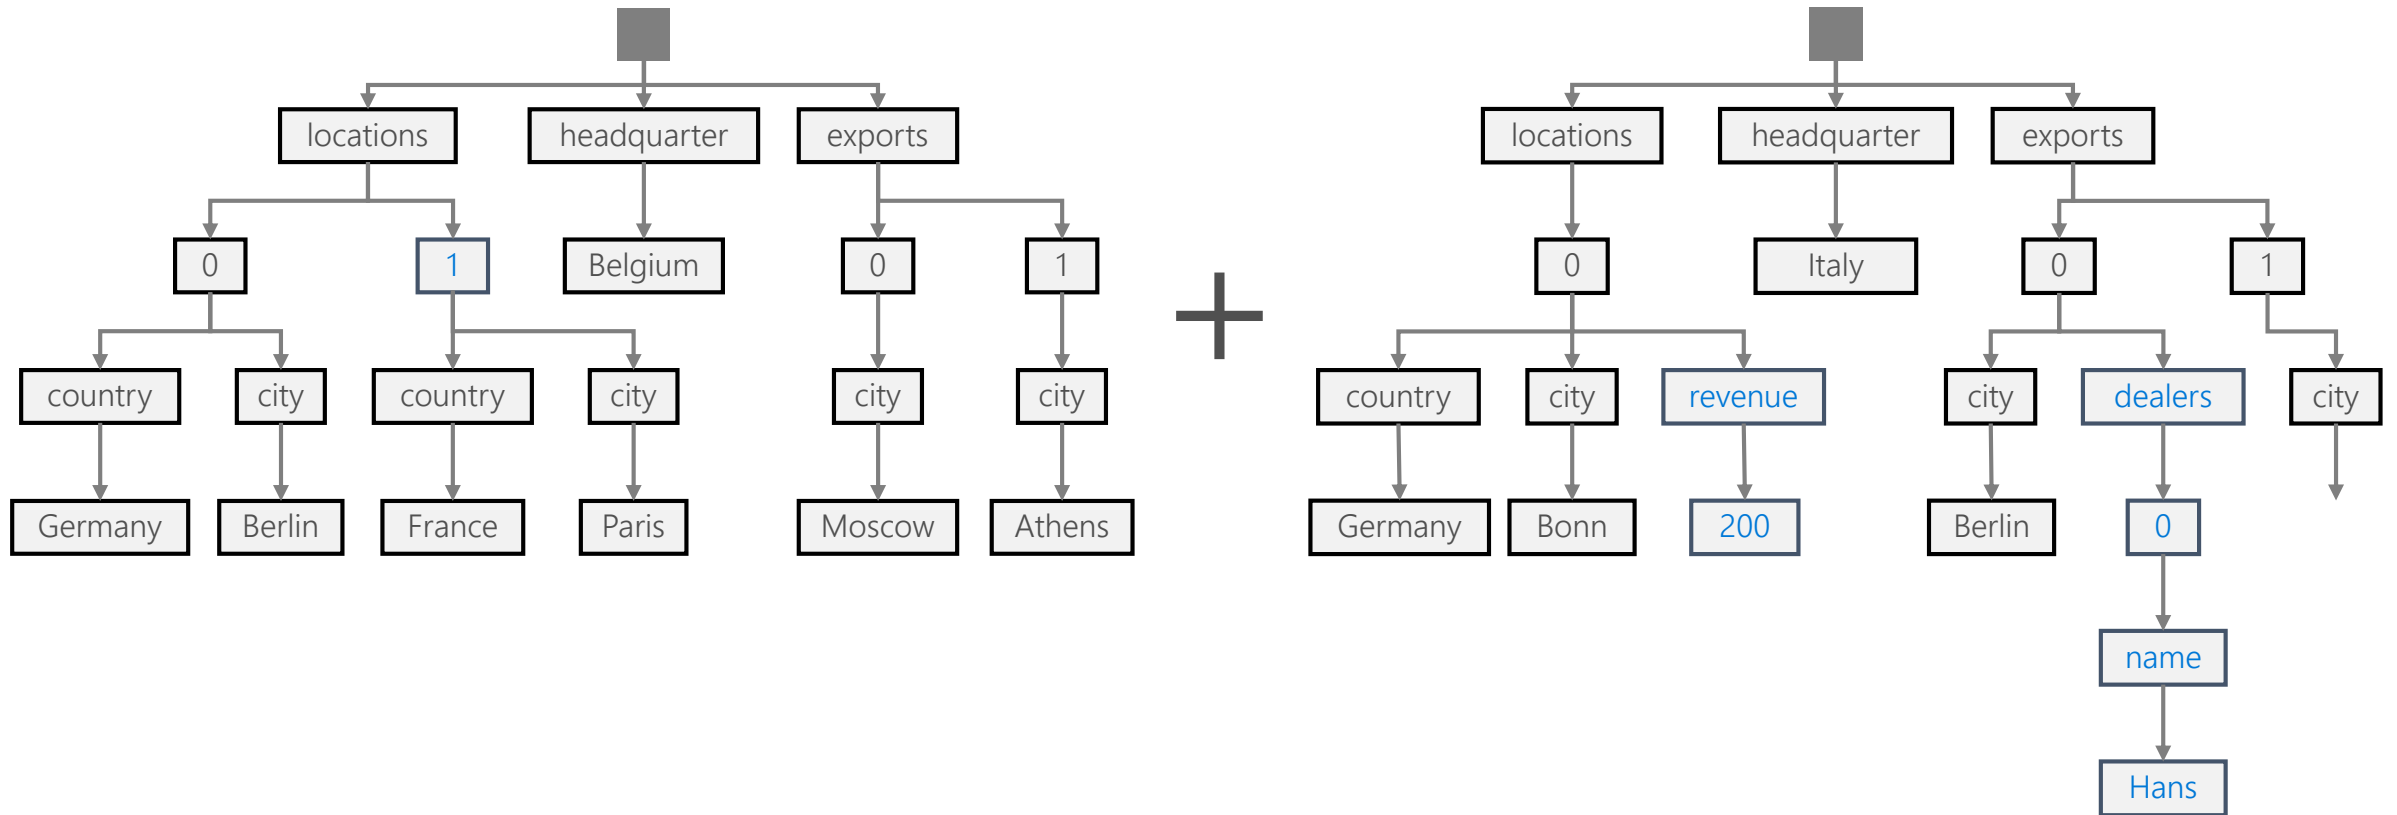 locations headquarter exports
0 1 Belgium 0 1
country city country city city city
Germany Berlin France Paris Moscow Athens
+
locations headquarter exports
0 Italy 0 1
country city revenue city dealers city
Germany Bonn 200 Berlin 0
name
Hans